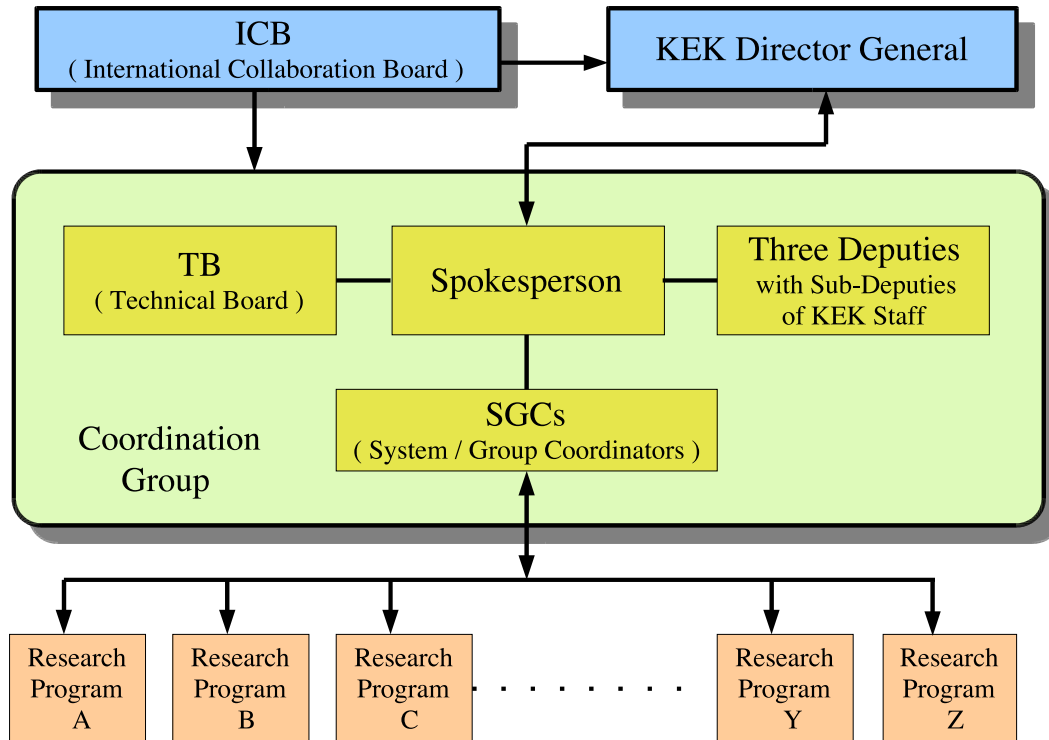 ICB
( International Collaboration Board )
KEK Director General
TB
( Technical Board )
Spokesperson
Three Deputies
with Sub-Deputies
of KEK Staff
SGCs
( System / Group Coordinators )
Coordination
Group
Research
Program
A
Research
Program
B
Research
Program
C
. . . . . . . . . . .
Research
Program
Y
Research
Program
Z